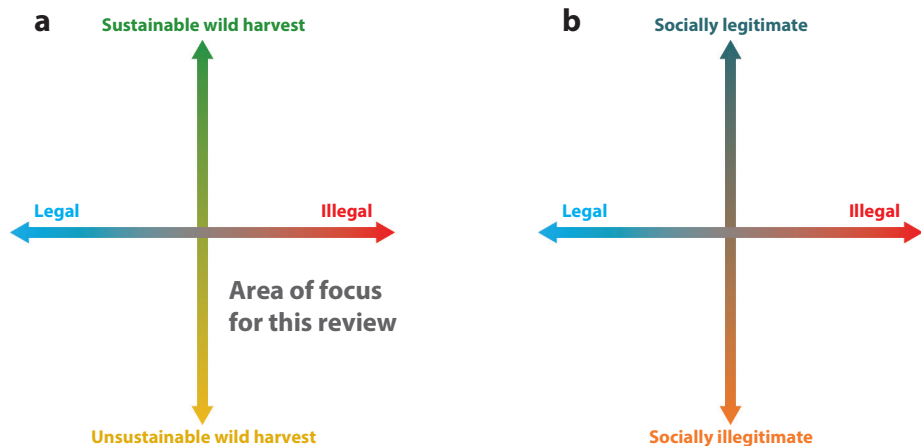 a
Sustainable wild harvest
Legal
Illegal
Area of focus
for this review
Unsustainable wild harvest
b
Socially legitimate
Legal
Illegal
Socially illegitimate